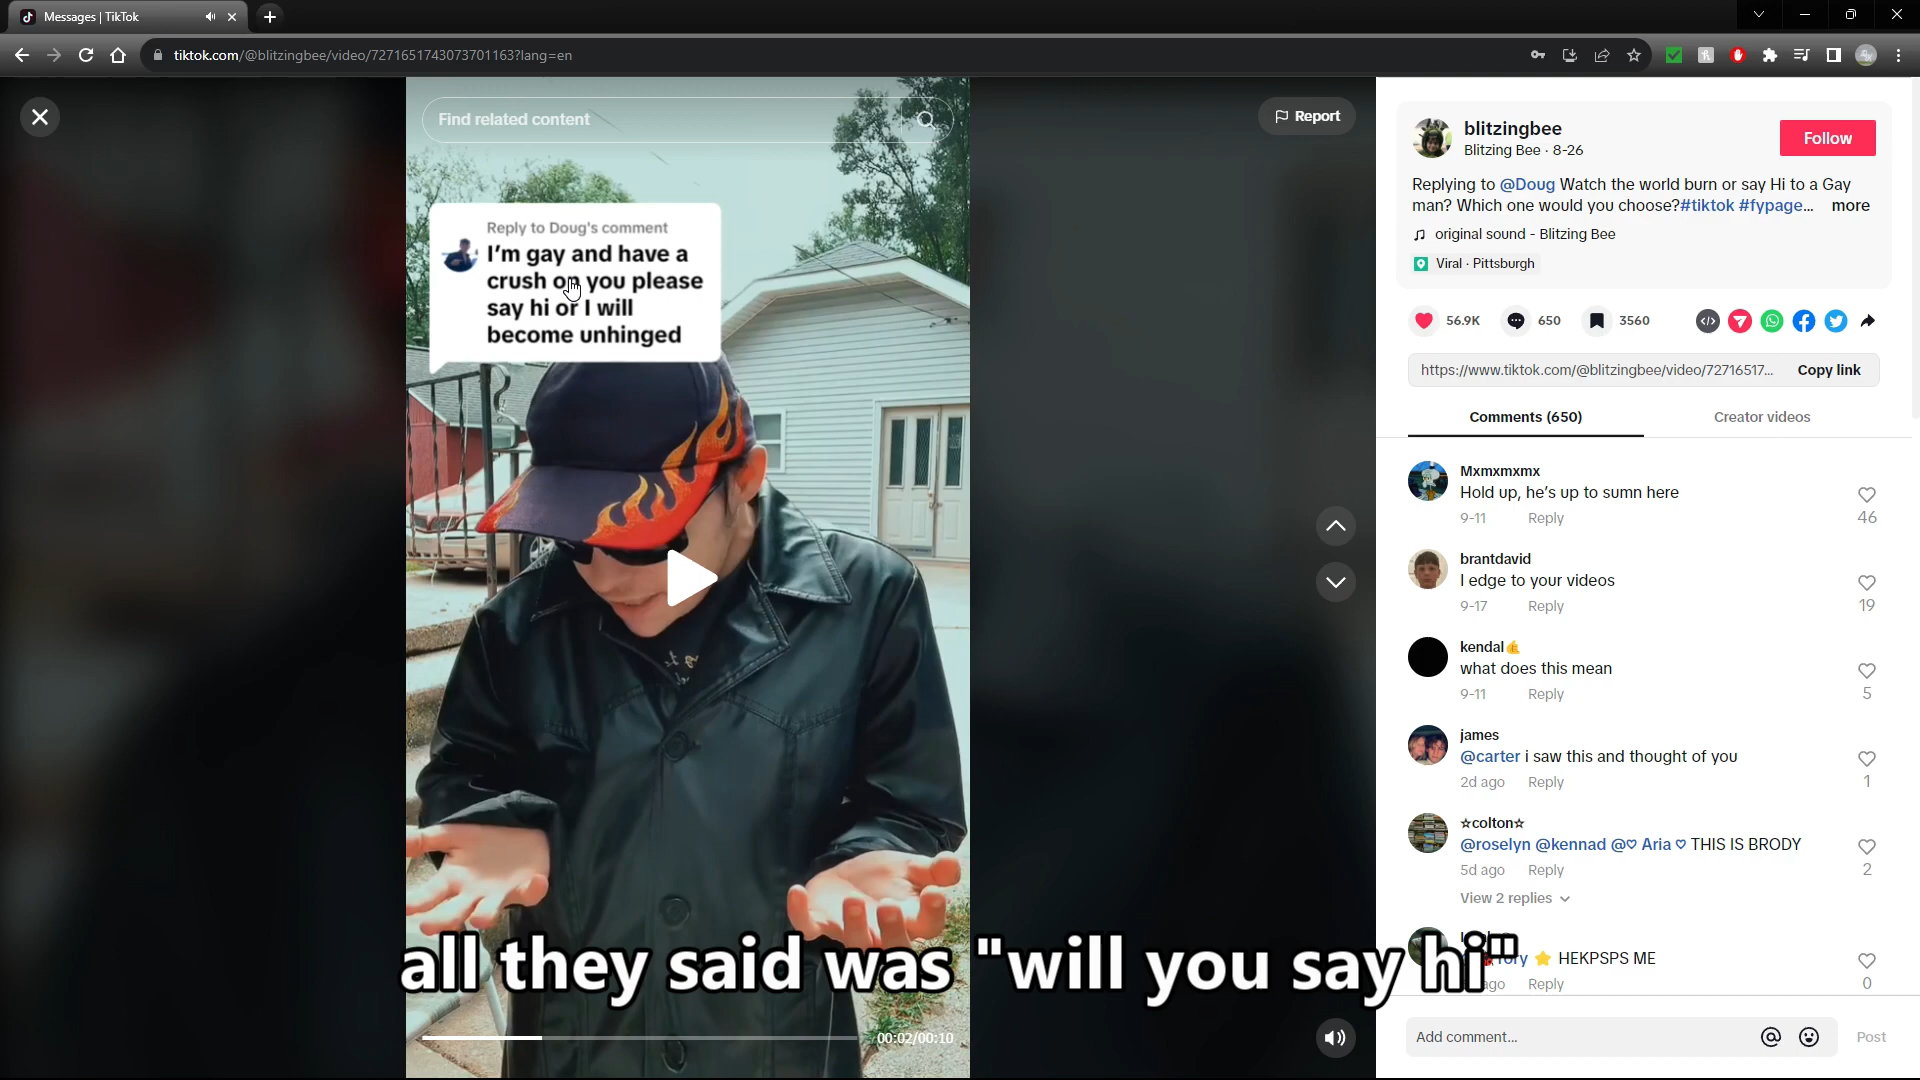 Messages | TikTok
tiktok.com/@blitzingbee/video/7271651743073701163?lang=en
Find related content
Report
Reply to Doug's comment
I'm gay and have a
crush on you please
say hi or I will
become unhinged
all they said was "will you say hi"
00:02/00:10
blitzingbee
Blitzing Bee · 8-26
Follow
Replying to @Doug Watch the world burn or say Hi to a Gay
man? Which one would you choose?#tiktok #fypage... more
original sound - Blitzing Bee
Viral · Pittsburgh
56.9K 650 3560
https://www.tiktok.com/@blitzingbee/video/72716517... Copy link
Comments (650) Creator videos
Mxmxmxmx
Hold up, he's up to sumn here
9-11 Reply 46
brantdavid
I edge to your videos
9-17 Reply 19
kendal🫲
what does this mean
9-11 Reply 5
james
@carter i saw this and thought of you
2d ago Reply 1
☆colton☆
@roselyn @kennad @♡ Aria ♡ THIS IS BRODY
5d ago Reply 2
View 2 replies
⭐ HEKPSPS ME
ago Reply 0
Add comment... Post